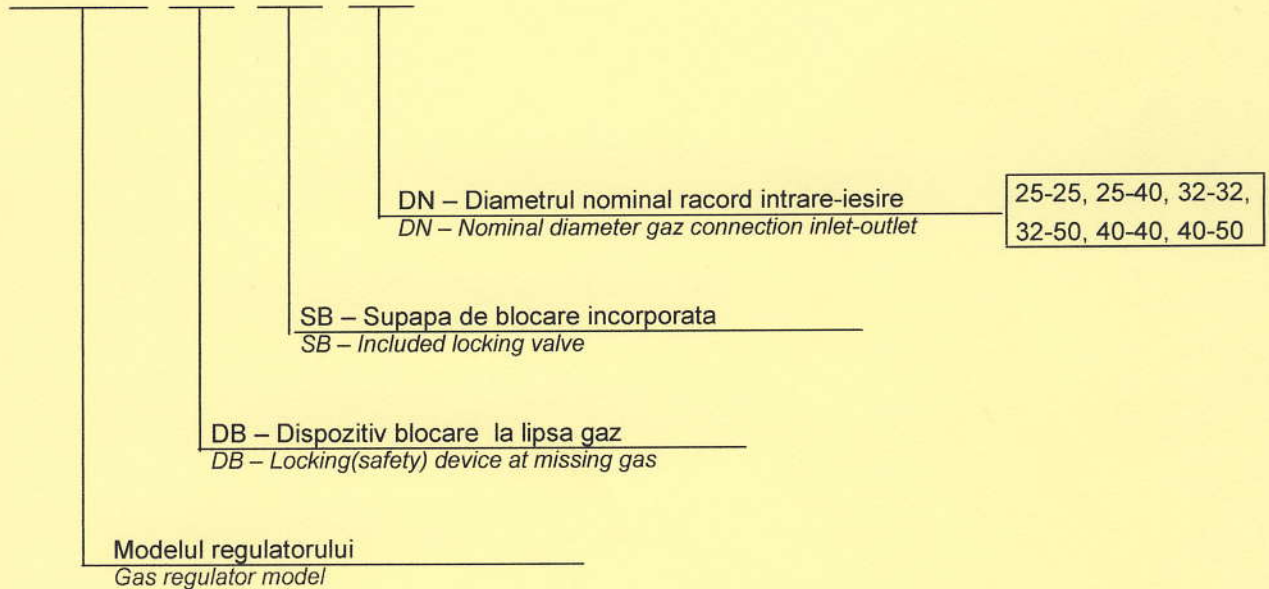 DN – Diametrul nominal racord intrare-iesire
DN – Nominal diameter gaz connection inlet-outlet
25-25, 25-40, 32-32,
32-50, 40-40, 40-50
SB – Supapa de blocare incorporata
SB – Included locking valve
DB – Dispozitiv blocare la lipsa gaz
DB – Locking(safety) device at missing gas
Modelul regulatorului
Gas regulator model